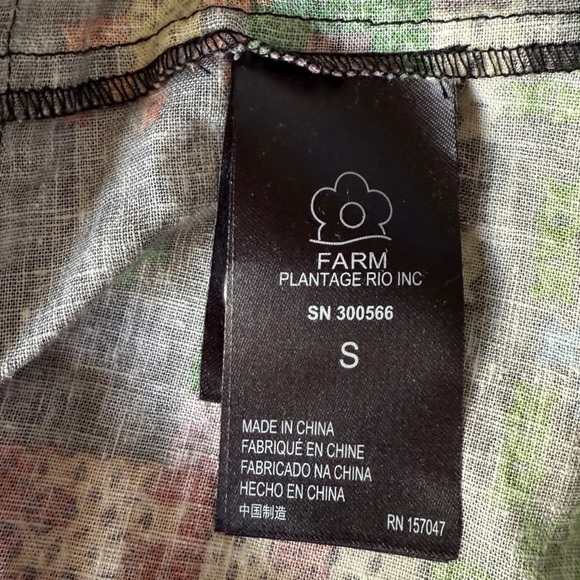 FARM
PLANTAGE RIO INC
SN 300566
S
MADE IN CHINA
FABRIQUÉ EN CHINE
FABRICADO NA CHINA
HECHO EN CHINA
中国制造
RN 157047